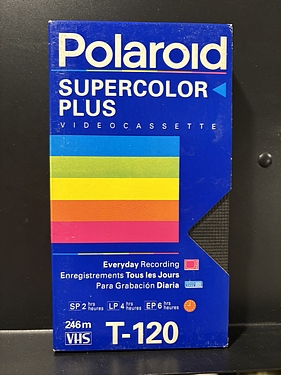 Polaroid
SUPERCOLOR
PLUS
VIDEOCASSETTE
Everyday Recording
Enregistrements Tous les Jours
Para Grabación Diaria
SP 2 hrs heures LP 4 hrs heures EP 6 hrs heures
246 m
VHS T-120